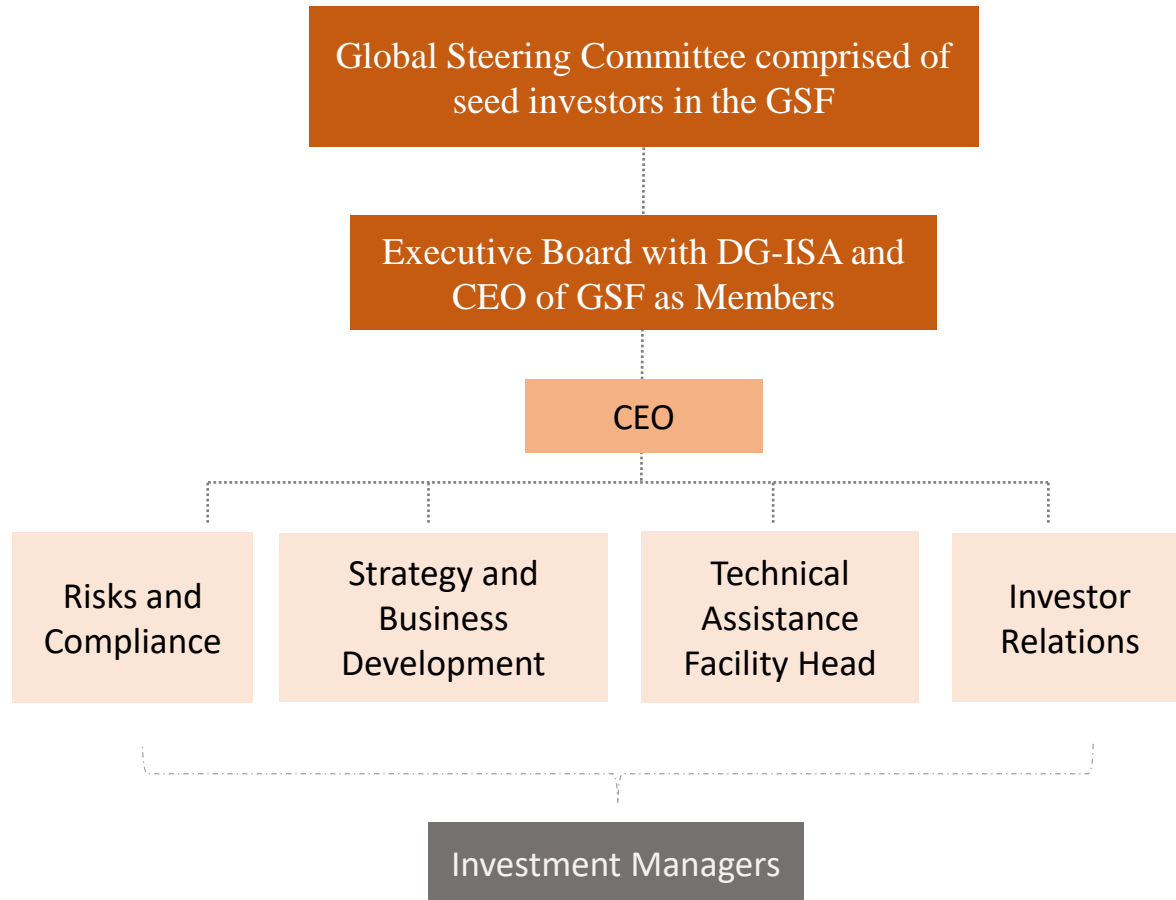 Global Steering Committee comprised of
seed investors in the GSF
Executive Board with DG-ISA and
CEO of GSF as Members
CEO
Risks and
Compliance
Strategy and
Business
Development
Technical
Assistance
Facility Head
Investor
Relations
Investment Managers